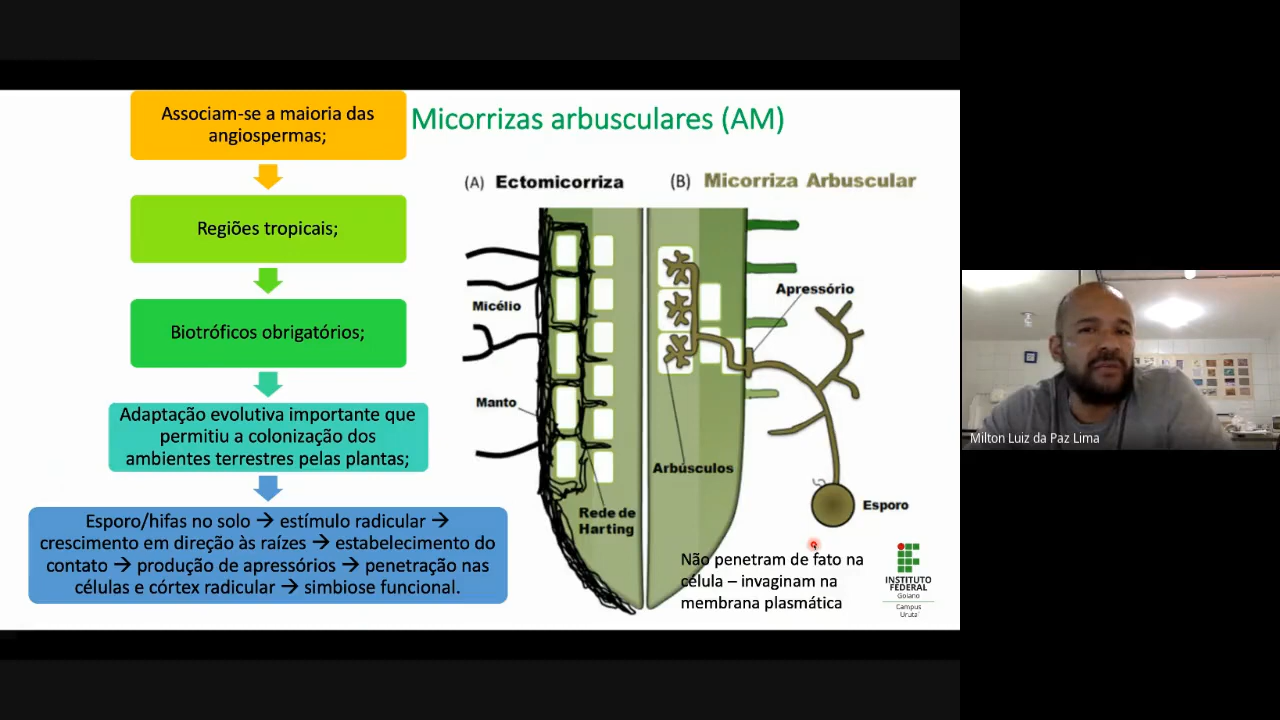 Associam-se a maioria das
angiospermas;
Micorrizas arbusculares (AM)
Regiões tropicais;
Biotróficos obrigatórios;
Adaptação evolutiva importante que
permitiu a colonização dos
ambientes terrestres pelas plantas;
Esporo/hifas no solo → estímulo radicular →
crescimento em direção às raízes → estabelecimento do
contato → produção de apressórios → penetração nas
células e córtex radicular → simbiose funcional.
(A) Ectomicorriza
(B) Micorriza Arbuscular
Micélio
Manto
Rede de
Harting
Apressório
Arbúsculos
Esporo
Não penetram de fato na
célula – invaginam na
membrana plasmática
INSTITUTO
FEDERAL
Goiano
Campus
Urutaí
Milton Luiz da Paz Lima